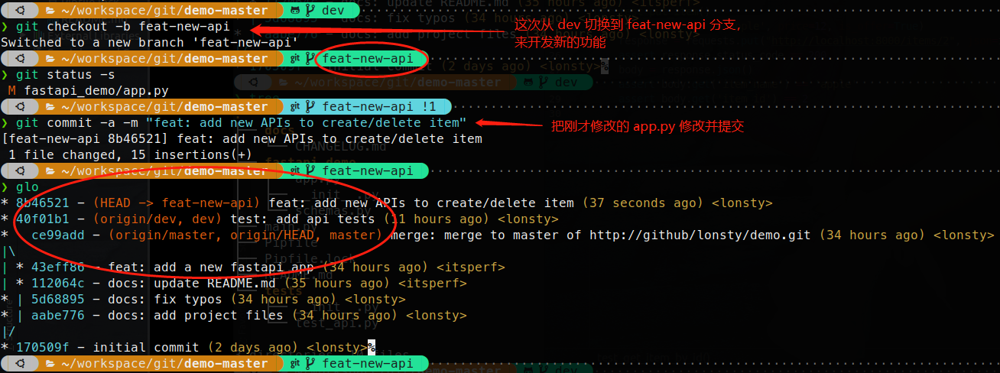 ~/workspace/git/demo-master dev
❯ git checkout -b feat-new-api
这次从 dev 切换到 feat-new-api 分支,
来开发新的功能
Switched to a new branch 'feat-new-api'
~/workspace/git/demo-master git feat-new-api
❯ git status -s
M fastapi_demo/app.py
~/workspace/git/demo-master git feat-new-api !1
❯ git commit -a -m "feat: add new APIs to create/delete item"
把刚才修改的 app.py 修改并提交
[feat-new-api 8b46521] feat: add new APIs to create/delete item
1 file changed, 15 insertions(+)
~/workspace/git/demo-master git feat-new-api
❯ glo
* 8b46521 - (HEAD -> feat-new-api) feat: add new APIs to create/delete item (37 seconds ago) <lonsty>
* 40f01b1 - (origin/dev, dev) test: add api tests (11 hours ago) <lonsty>
*   ce99add - (origin/master, origin/HEAD, master) merge: merge to master of http://github/lonsty/demo.git (34 hours ago) <lonsty>
|\
| * 43eff86 - feat: add a new fastapi app (34 hours ago) <itsperf>
| * 112064c - docs: update README.md (35 hours ago) <itsperf>
* | 5d68895 - docs: fix typos (34 hours ago) <lonsty>
* | aabe776 - docs: add project files (34 hours ago) <lonsty>
|/
* 170509f - initial commit (2 days ago) <lonsty>%
~/workspace/git/demo-master git feat-new-api